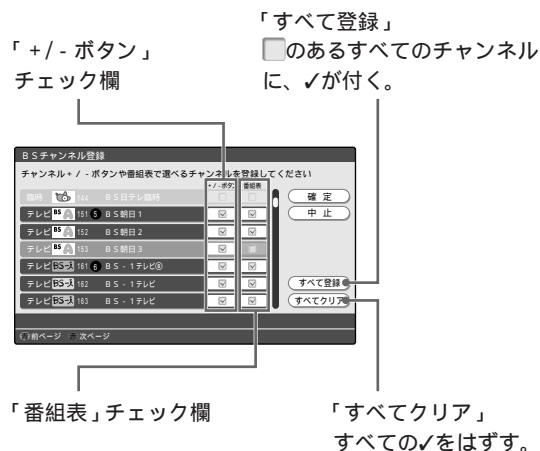 「すべて登録」
「+/-ボタン」
□のあるすべてのチャンネル
チェック欄
に、✓が付く。
BSチャンネル登録
チャンネル+/-ボタンや番組表で選べるチャンネルを登録してください
+/-ボタン 番組表
臨時 144 BS日テレ臨時
確定
テレビ BS 151 5 BS朝日1
中止
テレビ BS 152 BS朝日2
テレビ BS 153 BS朝日3
テレビ BS-i 161 6 BS-1テレビ⑥
テレビ BS-i 162 BS-1テレビ
すべて登録
テレビ BS-i 163 BS-1テレビ
すべてクリア
青 前ページ 赤 次ページ
「番組表」チェック欄
「すべてクリア」
すべての✓をはずす。